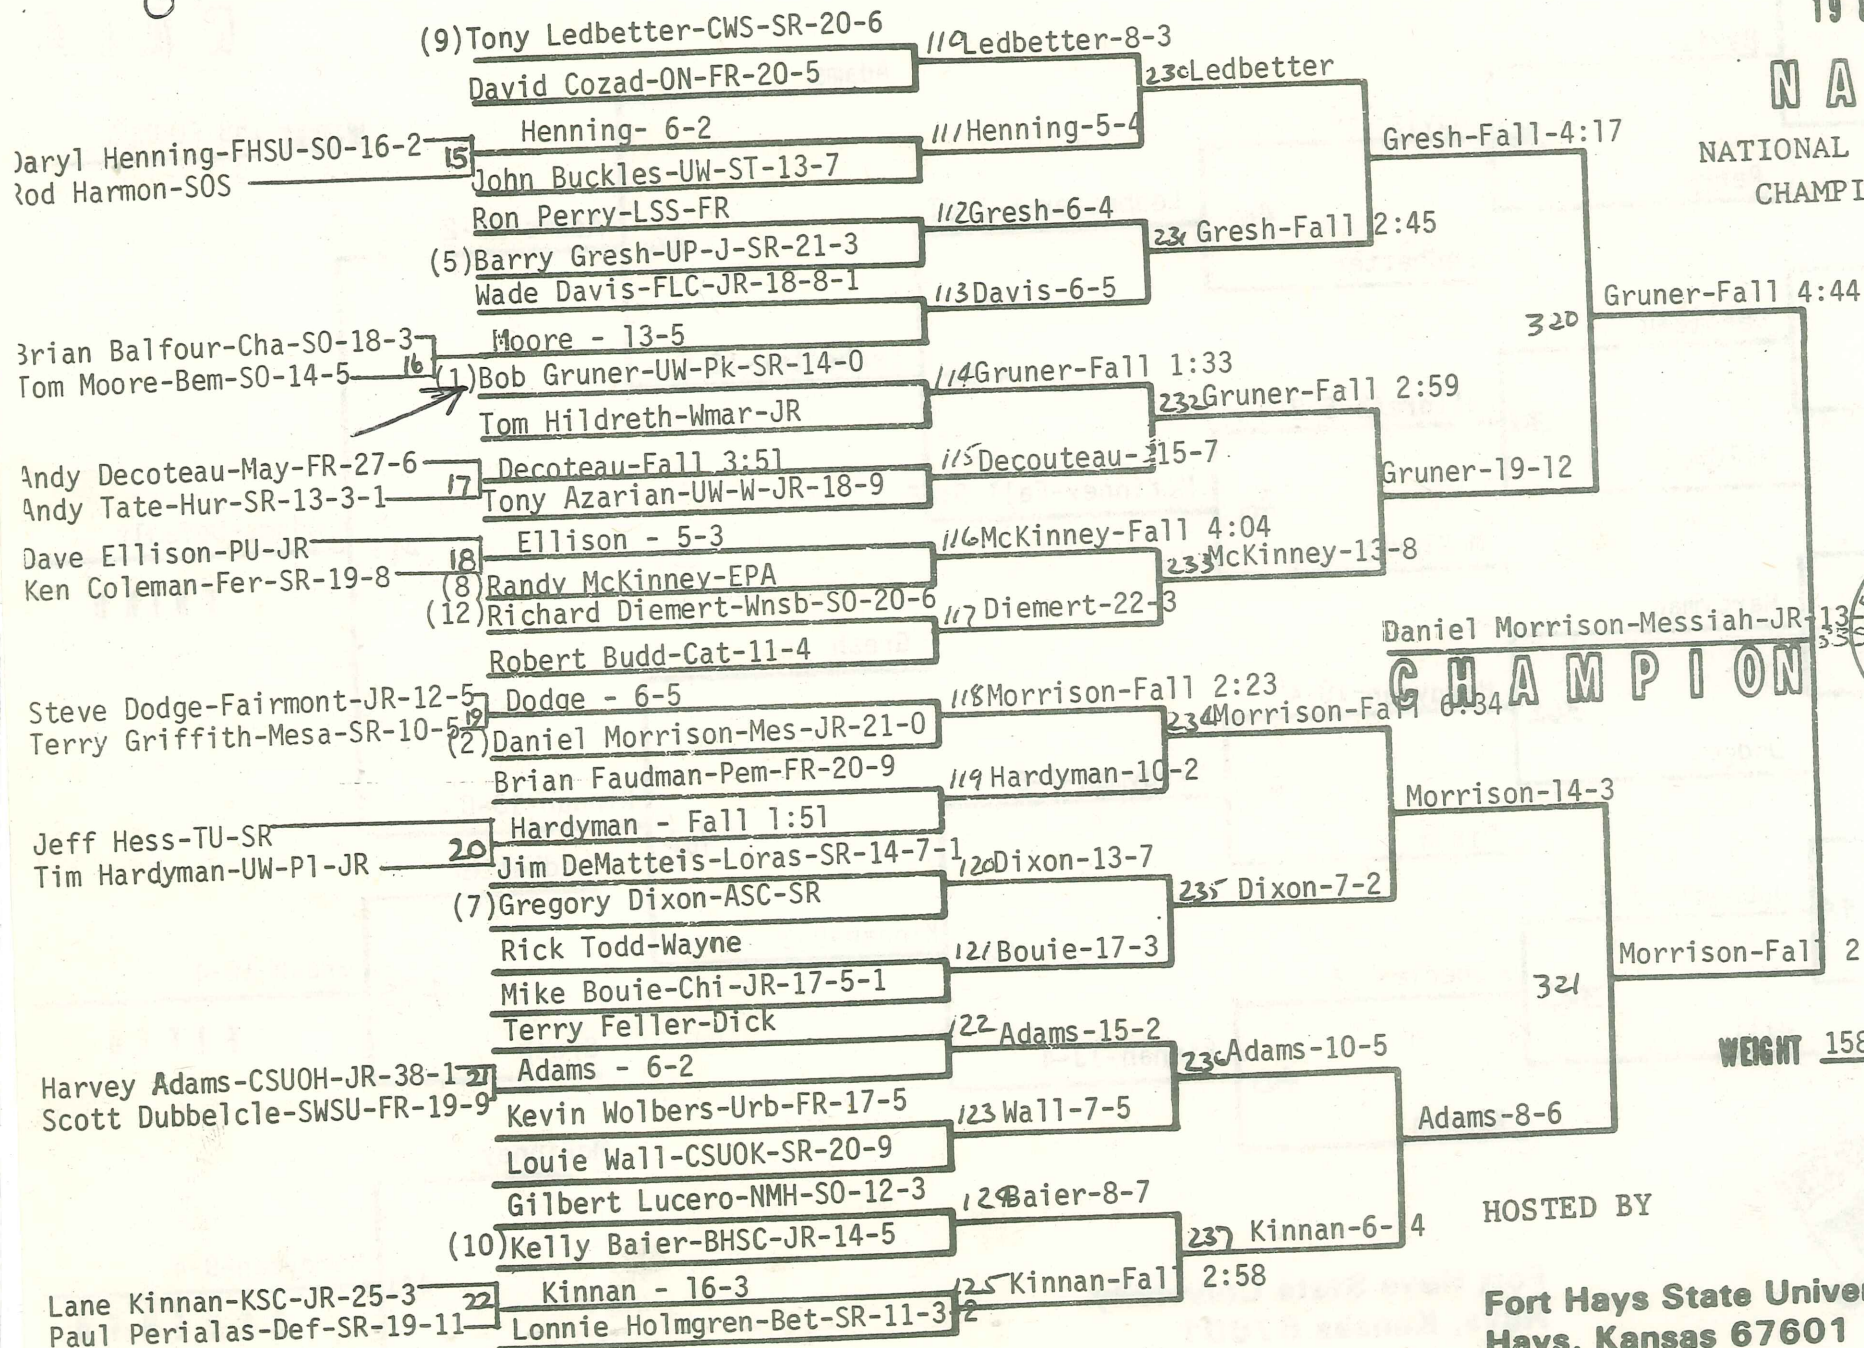 (9)Tony Ledbetter-CWS-SR-20-6
David Cozad-ON-FR-20-5
Daryl Henning-FHSU-SO-16-2
Rod Harmon-SOS
15
Henning- 6-2
John Buckles-UW-ST-13-7
Ron Perry-LSS-FR
(5)Barry Gresh-UP-J-SR-21-3
Wade Davis-FLC-JR-18-8-1
Brian Balfour-Cha-SO-18-3
Tom Moore-Bem-SO-14-5
16
Moore - 13-5
(1)Bob Gruner-UW-Pk-SR-14-0
Tom Hildreth-Wmar-JR
Andy Decoteau-May-FR-27-6
Andy Tate-Hur-SR-13-3-1
17
Decoteau-Fall 3:51
Tony Azarian-UW-W-JR-18-9
Dave Ellison-PU-JR
Ken Coleman-Fer-SR-19-8
18
Ellison - 5-3
(8)Randy McKinney-EPA
(12)Richard Diemert-Wnsb-SO-20-6
Robert Budd-Cat-11-4
Steve Dodge-Fairmont-JR-12-5
Terry Griffith-Mesa-SR-10-5
19
Dodge - 6-5
(2)Daniel Morrison-Mes-JR-21-0
Brian Faudman-Pem-FR-20-9
Jeff Hess-TU-SR
Tim Hardyman-UW-Pl-JR
20
Hardyman - Fall 1:51
Jim DeMatteis-Loras-SR-14-7-1
(7)Gregory Dixon-ASC-SR
Rick Todd-Wayne
Mike Bouie-Chi-JR-17-5-1
Terry Feller-Dick
Harvey Adams-CSUOH-JR-38-1
Scott Dubbelcle-SWSU-FR-19-9
21
Adams - 6-2
Kevin Wolbers-Urb-FR-17-5
Louie Wall-CSUOK-SR-20-9
Gilbert Lucero-NMH-SO-12-3
(10)Kelly Baier-BHSC-JR-14-5
Lane Kinnan-KSC-JR-25-3
Paul Perialas-Def-SR-19-11
22
Kinnan - 16-3
Lonnie Holmgren-Bet-SR-11-3-2
110 Ledbetter-8-3
111 Henning-5-4
112 Gresh-6-4
113 Davis-6-5
114 Gruner-Fall 1:33
115 Decouteau-15-7
116 McKinney-Fall 4:04
117 Diemert-22-3
118 Morrison-Fall 2:23
119 Hardyman-10-2
120 Dixon-13-7
121 Bouie-17-3
122 Adams-15-2
123 Wall-7-5
124 Baier-8-7
125 Kinnan-Fall 2:58
230 Ledbetter
231 Gresh-Fall 2:45
232 Gruner-Fall 2:59
233 McKinney-13-8
234 Morrison-Fall 6:34
235 Dixon-7-2
236 Adams-10-5
237 Kinnan-6-4
Gresh-Fall-4:17
Gruner-19-12
Morrison-14-3
Adams-8-6
320
Gruner-Fall 4:44
321
Morrison-Fall 2
Daniel Morrison-Messiah-JR-13-
CHAMPION
19
NA
NATIONAL
CHAMPI
WEIGHT 158
HOSTED BY
Fort Hays State Univer
Hays, Kansas 67601